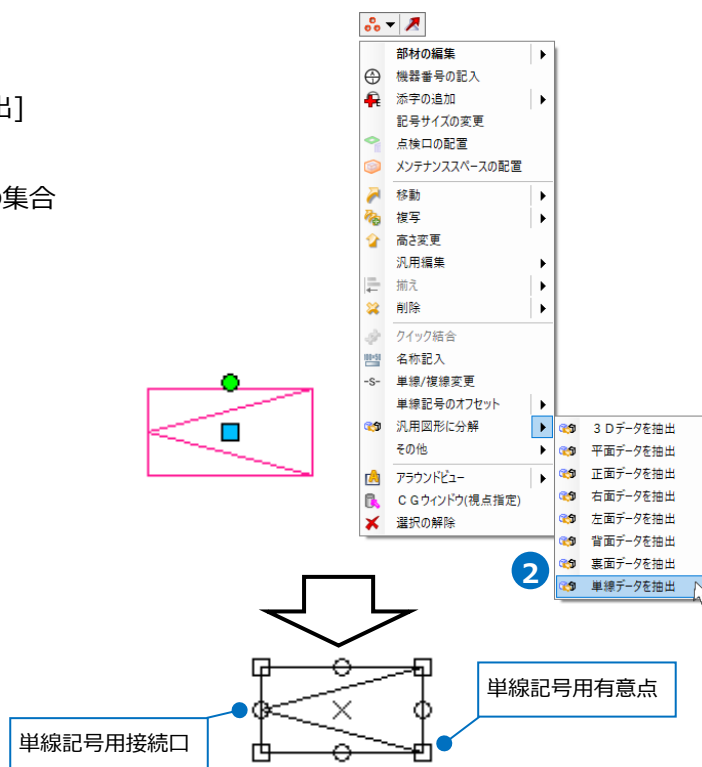 出]
の集合
部材の編集
機器番号の記入
添字の追加
記号サイズの変更
点検口の配置
メンテナンススペースの配置
移動
複写
高さ変更
汎用編集
揃え
削除
クイック結合
名称記入
-S- 単線/複線変更
単線記号のオフセット
汎用図形に分解
その他
アラウンドビュー
CGウィンドウ(視点指定)
選択の解除
3Dデータを抽出
平面データを抽出
正面データを抽出
右面データを抽出
左面データを抽出
背面データを抽出
裏面データを抽出
2 単線データを抽出
単線記号用有意点
単線記号用接続口